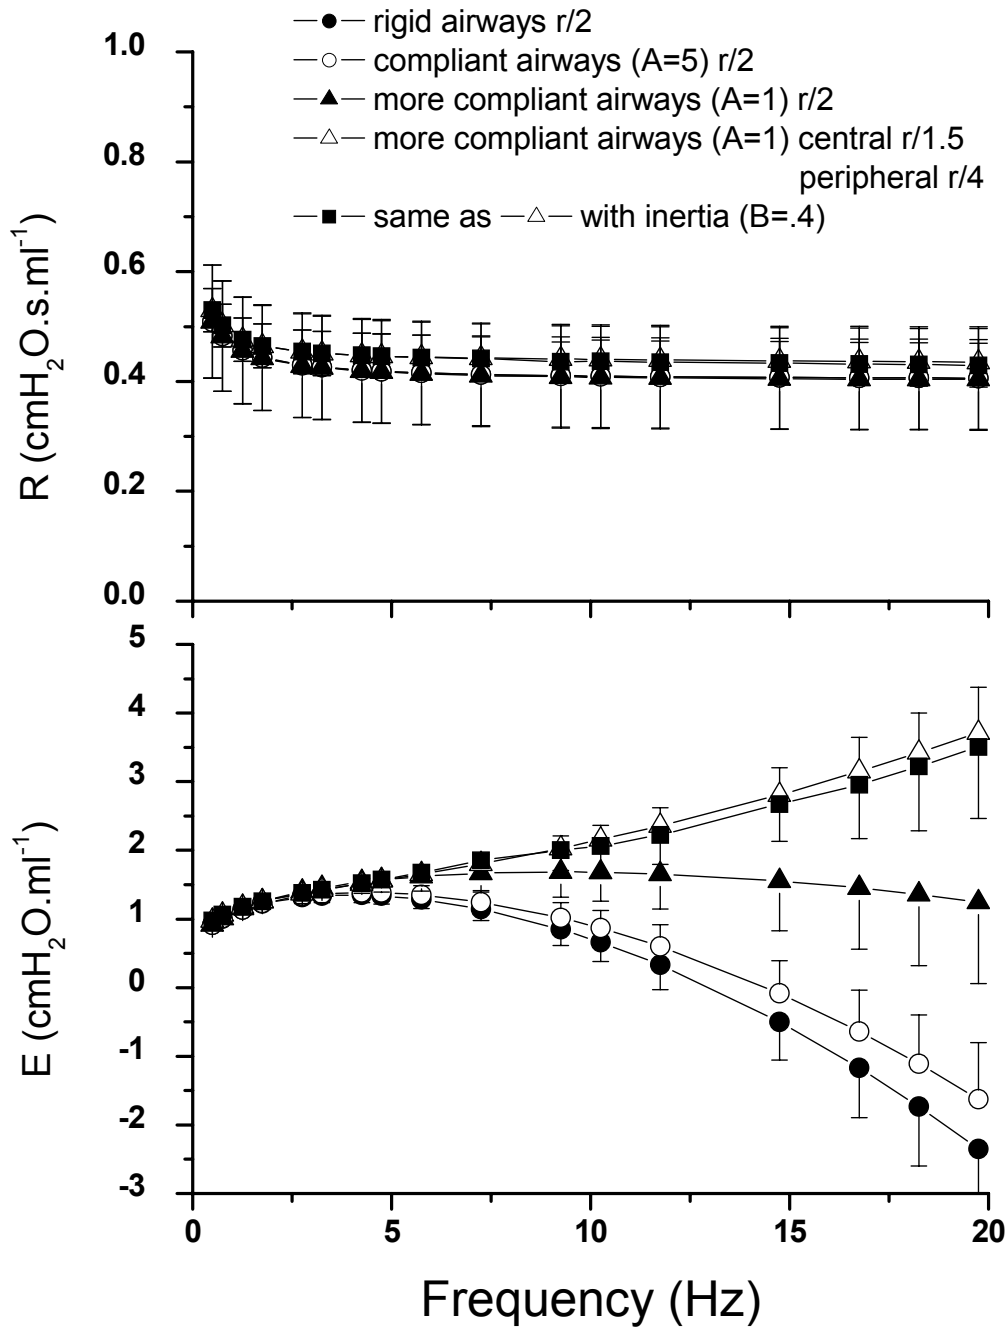 rigid airways r/2
compliant airways (A=5) r/2
more compliant airways (A=1) r/2
more compliant airways (A=1) central r/1.5
peripheral r/4
same as with inertia (B=.4)
1.0
0.8
0.6
0.4
0.2
0.0
R (cmH₂O.s.ml⁻¹)
5
4
3
2
1
0
-1
-2
-3
E (cmH₂O.ml⁻¹)
0 5 10 15 20
Frequency (Hz)